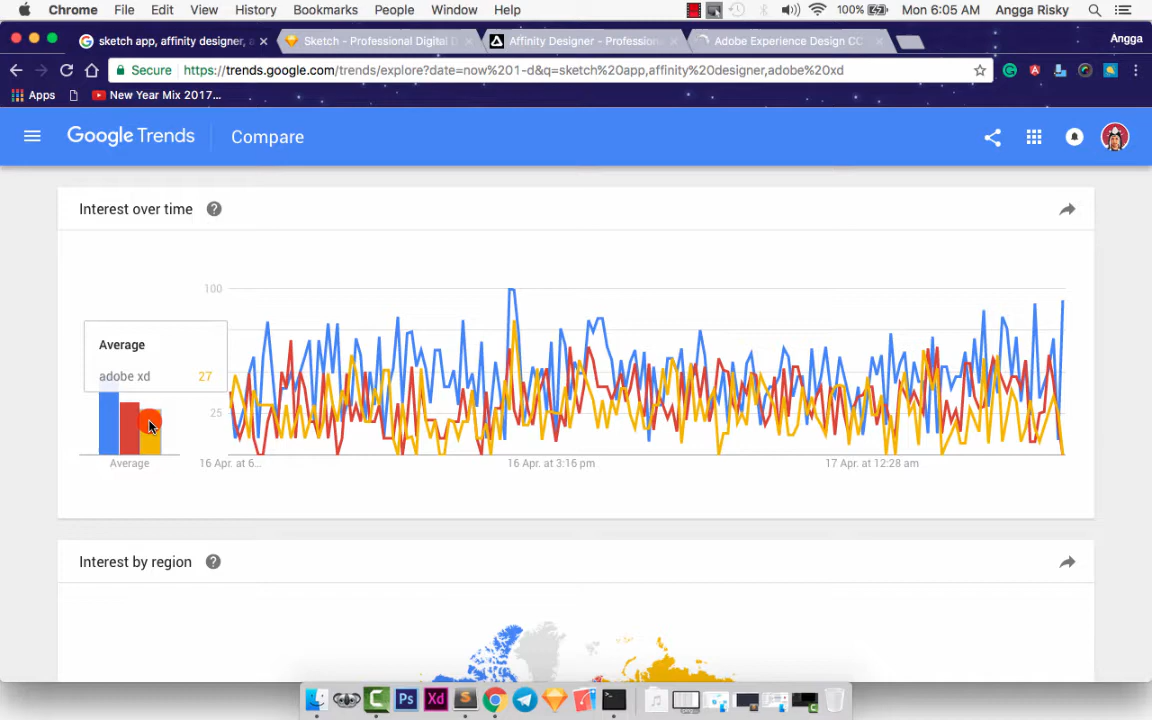 Chrome File Edit View History Bookmarks People Window Help 100% Mon 6:05 AM Angga Risky
sketch app, affinity designer, a Sketch - Professional Digital D Affinity Designer - Profession Adobe Experience Design CC Angga
Secure https://trends.google.com/trends/explore?date=now%201-d&q=sketch%20app,affinity%20designer,adobe%20xd
Apps New Year Mix 2017...
Google Trends Compare
Interest over time ?
100
Average
adobe xd 27
25
Average
16 Apr. at 6... 16 Apr. at 3:16 pm 17 Apr. at 12:28 am
Interest by region ?
Ps Xd S